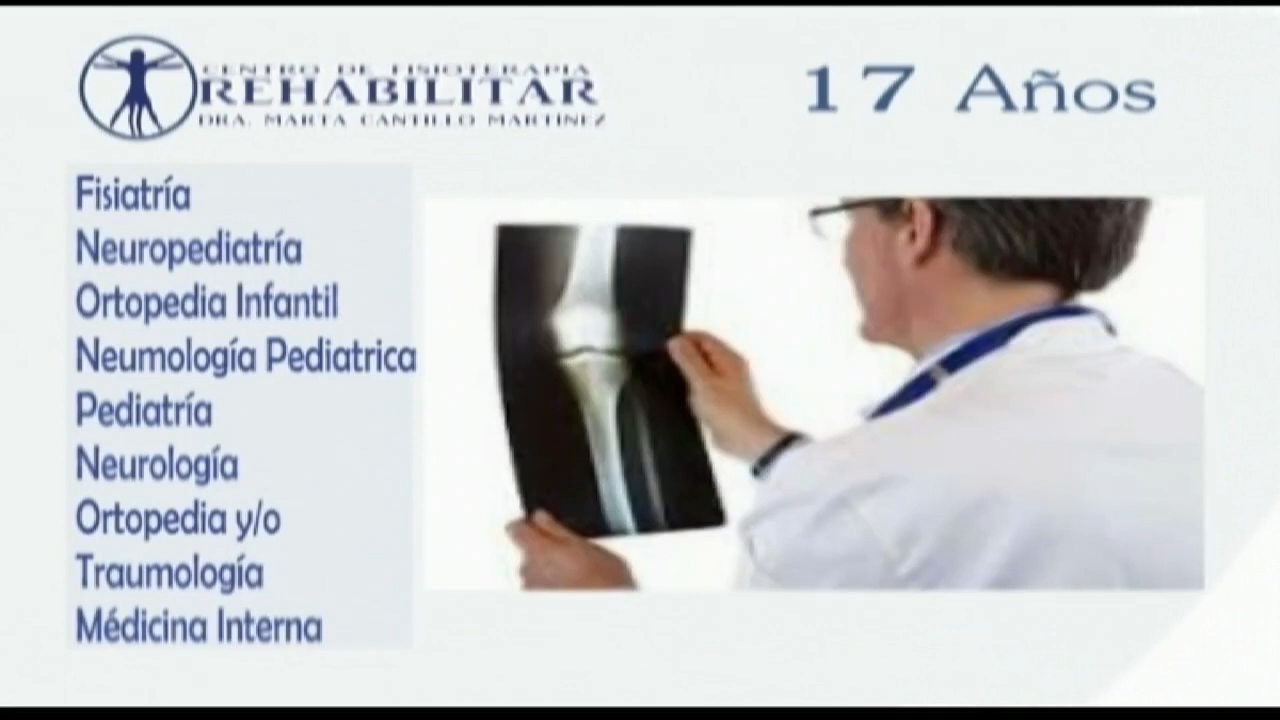 CENTRO DE FISIOTERAPIA
REHABILITAR
DRA. MARTA CANTILLO MARTINEZ
17 Años
Fisiatría
Neuropediatría
Ortopedia Infantil
Neumología Pediatrica
Pediatría
Neurología
Ortopedia y/o
Traumología
Médicina Interna